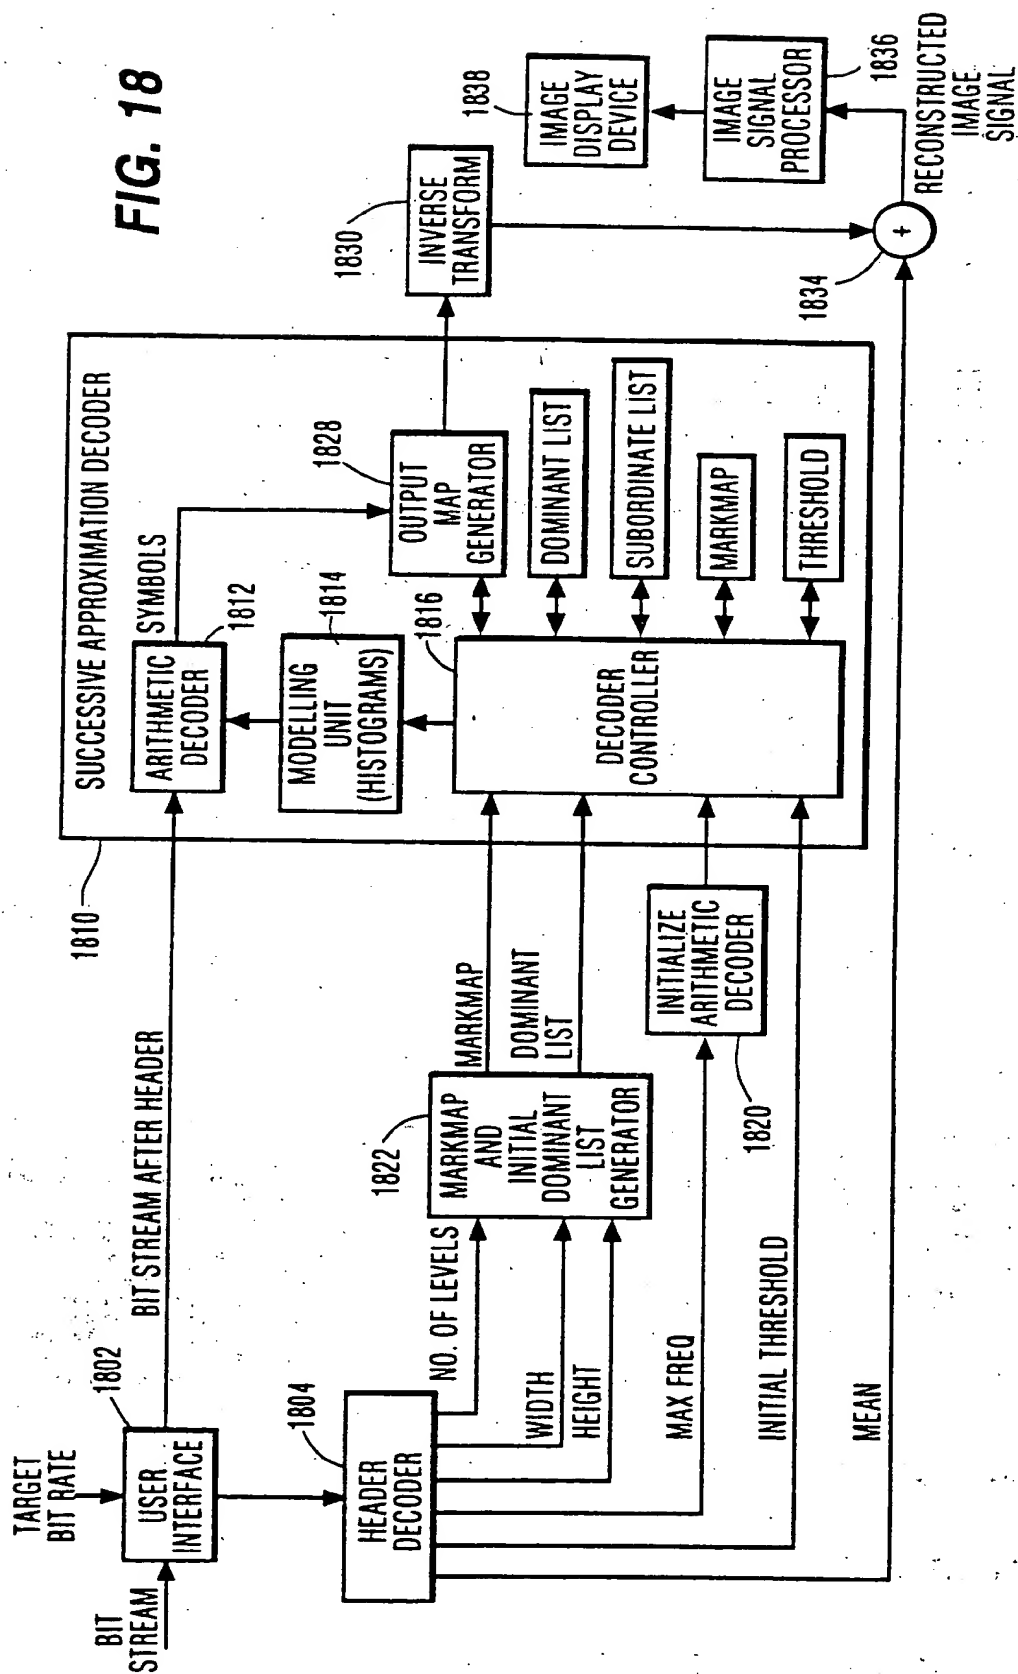 FIG. 18
TARGET
BIT RATE
BIT
STREAM
USER
INTERFACE
1802
BIT STREAM AFTER HEADER
HEADER
DECODER
1804
NO. OF LEVELS
WIDTH
HEIGHT
MAX FREQ
INITIAL THRESHOLD
MEAN
MARKMAP
AND
INITIAL
DOMINANT
LIST
GENERATOR
1822
MARKMAP
DOMINANT
LIST
INITIALIZE
ARITHMETIC
DECODER
1820
1810
SUCCESSIVE APPROXIMATION DECODER
ARITHMETIC
DECODER
SYMBOLS
1812
MODELLING
UNIT
(HISTOGRAMS)
1814
1816
DECODER
CONTROLLER
OUTPUT
MAP
GENERATOR
1828
DOMINANT LIST
SUBORDINATE LIST
MARKMAP
THRESHOLD
1830
INVERSE
TRANSFORM
1834
+
RECONSTRUCTED
IMAGE
SIGNAL
IMAGE
SIGNAL
PROCESSOR
1836
IMAGE
DISPLAY
DEVICE
1838